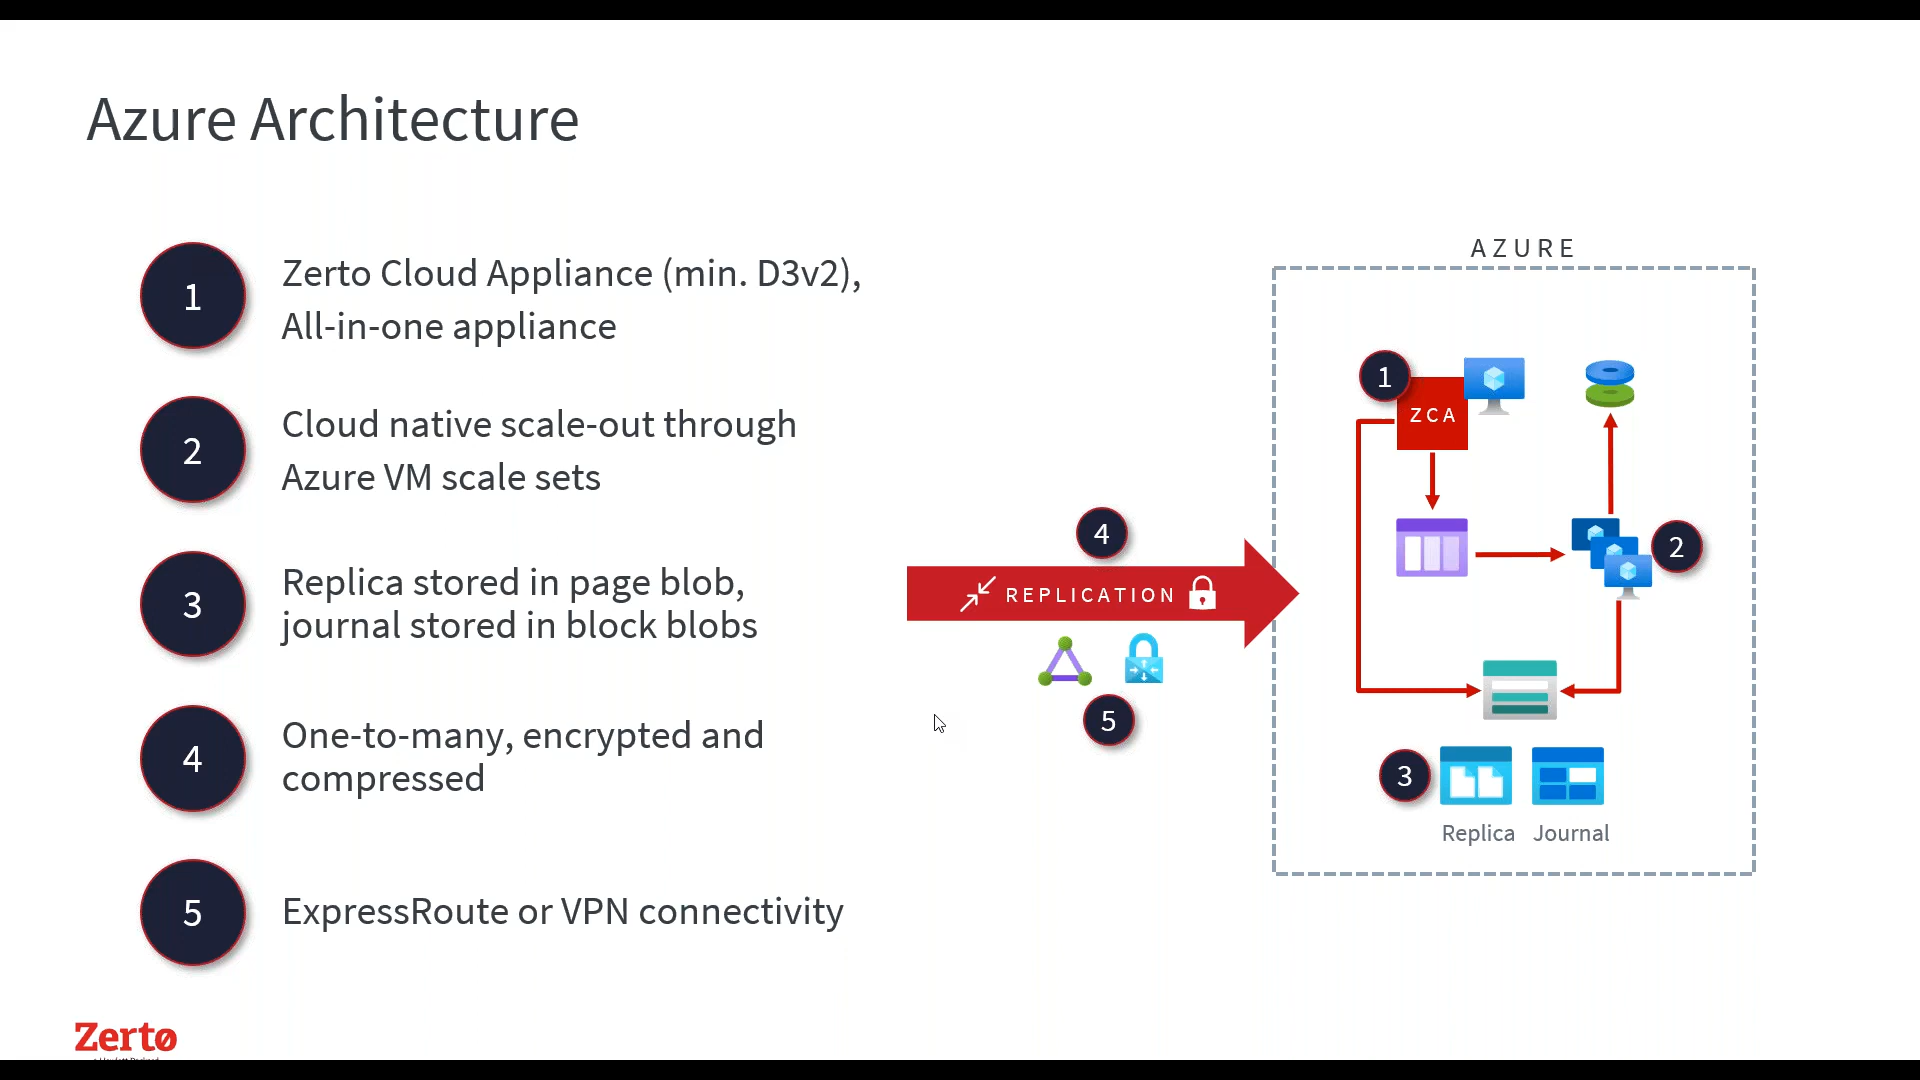 Azure Architecture
1
Zerto Cloud Appliance (min. D3v2),
All-in-one appliance
2
Cloud native scale-out through
Azure VM scale sets
3
Replica stored in page blob,
journal stored in block blobs
4
One-to-many, encrypted and
compressed
5
ExpressRoute or VPN connectivity
AZURE
1
ZCA
2
4
REPLICATION
5
3
Replica
Journal
Zerto